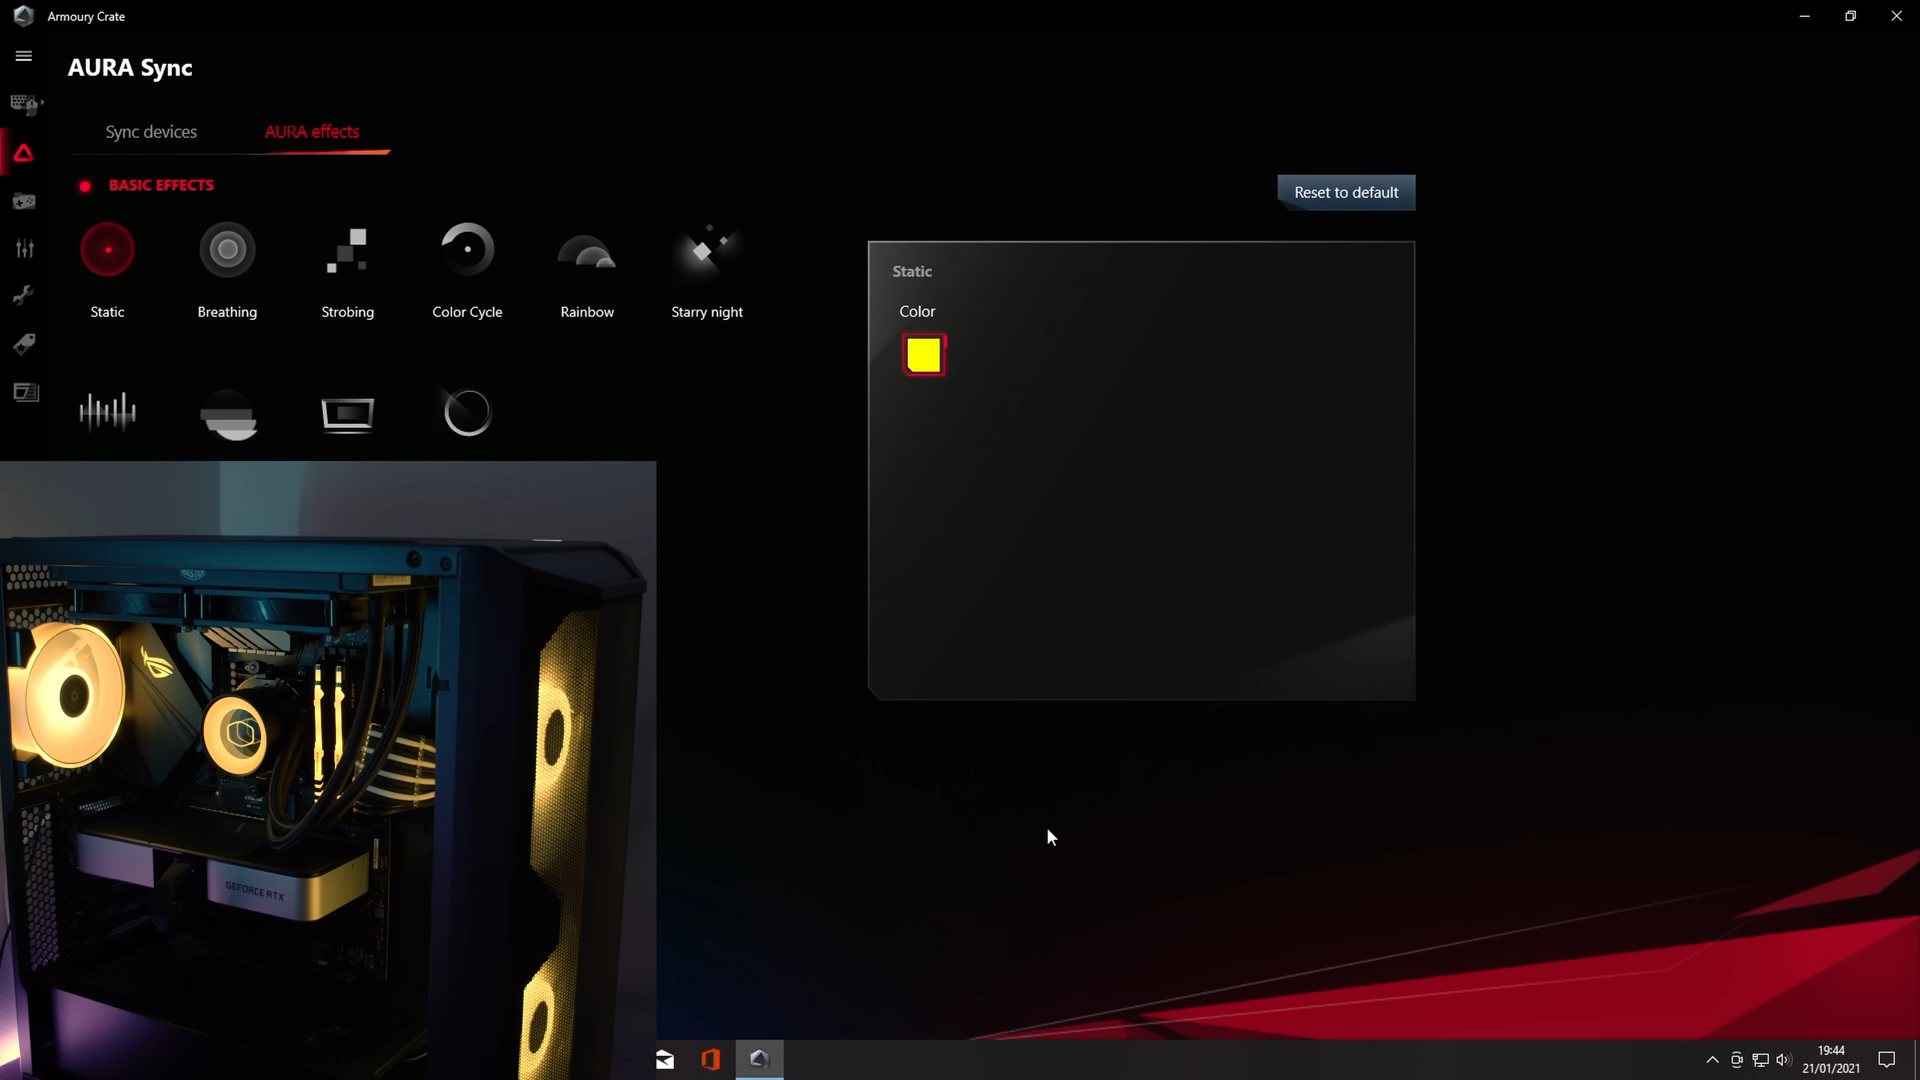 Armoury Crate
AURA Sync
Sync devices
AURA effects
BASIC EFFECTS
Reset to default
Static
Breathing
Strobing
Color Cycle
Rainbow
Starry night
Static
Color
GEFORCE RTX
19:44
21/01/2021